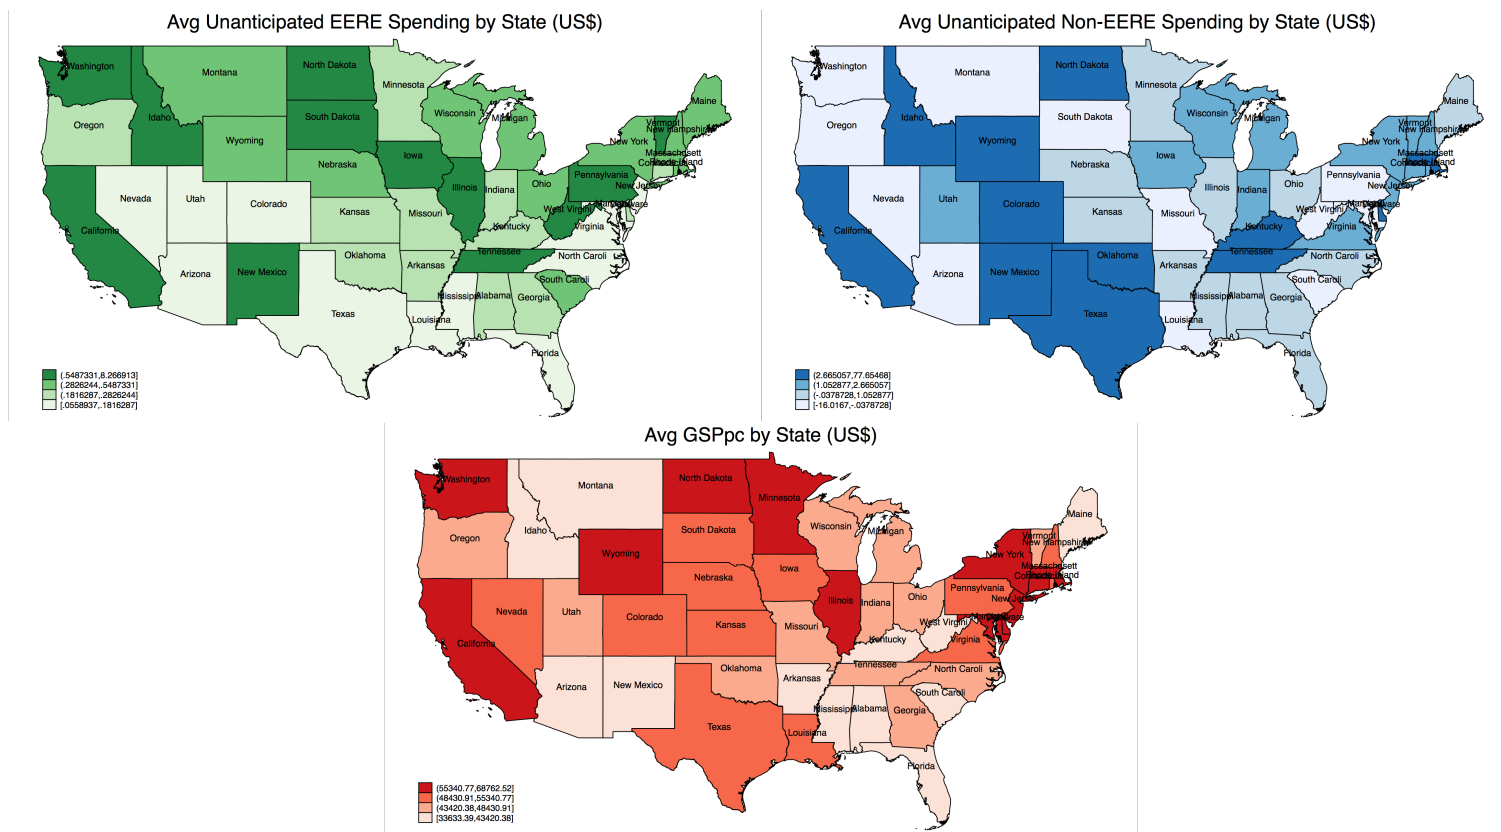 Avg Unanticipated EERE Spending by State (US$)
Washington
Montana
North Dakota
Minnesota
Maine
Oregon
Idaho
South Dakota
Wisconsin
Michigan
Vermont
New Hampshire
Wyoming
New York
Iowa
Massachusett
Nebraska
Rhode Island
Pennsylvania
Nevada
Utah
Colorado
Illinois
Indiana
Ohio
New Jersey
Kansas
Missouri
West Virgini
California
Kentucky
Virginia
Arizona
New Mexico
Oklahoma
Arkansas
Tennessee
North Caroli
South Caroli
Mississipp
Alabama
Georgia
Texas
Louisiana
Florida
(.5487331,8.266913]
(.2826244,.5487331]
(.1816287,.2826244]
[.0558937,.1816287]
Avg Unanticipated Non-EERE Spending by State (US$)
Washington
Montana
North Dakota
Minnesota
Maine
Oregon
Idaho
South Dakota
Wisconsin
Michigan
Vermont
New Hampshire
Wyoming
New York
Iowa
Massachusett
Nebraska
Rhode Island
Pennsylvania
Nevada
Utah
Colorado
Illinois
Indiana
Ohio
New Jersey
Kansas
Missouri
West Virgini
California
Kentucky
Virginia
Arizona
New Mexico
Oklahoma
Arkansas
Tennessee
North Caroli
South Caroli
Mississipp
Alabama
Georgia
Texas
Louisiana
Florida
(2.665057,77.65468]
(1.052877,2.665057]
(-.0378728,1.052877]
[-16.0167,-.0378728]
Avg GSPpc by State (US$)
Washington
Montana
North Dakota
Minnesota
Maine
Oregon
Idaho
South Dakota
Wisconsin
Michigan
Vermont
New Hampshire
Wyoming
New York
Iowa
Massachusett
Nebraska
Rhode Island
Pennsylvania
Nevada
Utah
Colorado
Illinois
Indiana
Ohio
New Jersey
Kansas
Missouri
West Virgini
California
Kentucky
Virginia
Arizona
New Mexico
Oklahoma
Arkansas
Tennessee
North Caroli
South Caroli
Mississipp
Alabama
Georgia
Texas
Louisiana
Florida
(55340.77,68762.52]
(48430.91,55340.77]
(43420.38,48430.91]
[33633.39,43420.38]